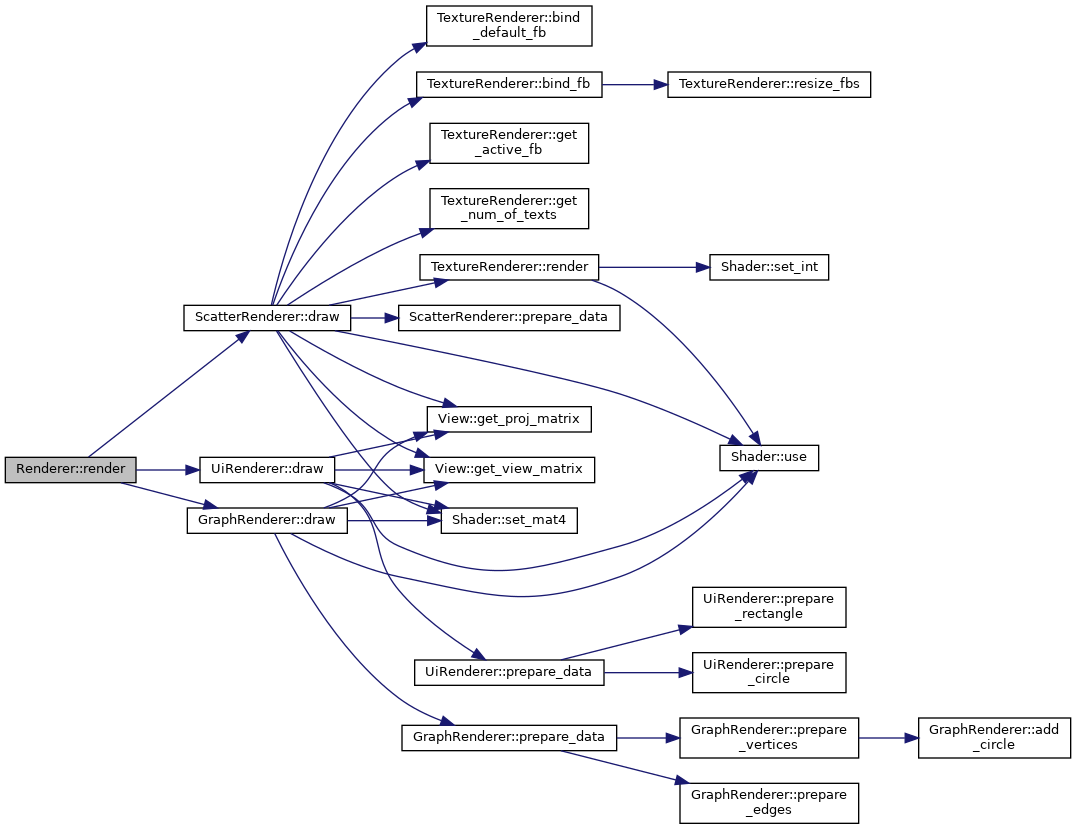 TextureRenderer::bind
_default_fb
TextureRenderer::bind_fb
TextureRenderer::resize_fbs
TextureRenderer::get
_active_fb
TextureRenderer::get
_num_of_texts
TextureRenderer::render
Shader::set_int
ScatterRenderer::draw
ScatterRenderer::prepare_data
View::get_proj_matrix
Shader::use
Renderer::render
UiRenderer::draw
View::get_view_matrix
GraphRenderer::draw
Shader::set_mat4
UiRenderer::prepare
_rectangle
UiRenderer::prepare_data
UiRenderer::prepare
_circle
GraphRenderer::prepare_data
GraphRenderer::prepare
_vertices
GraphRenderer::add
_circle
GraphRenderer::prepare
_edges